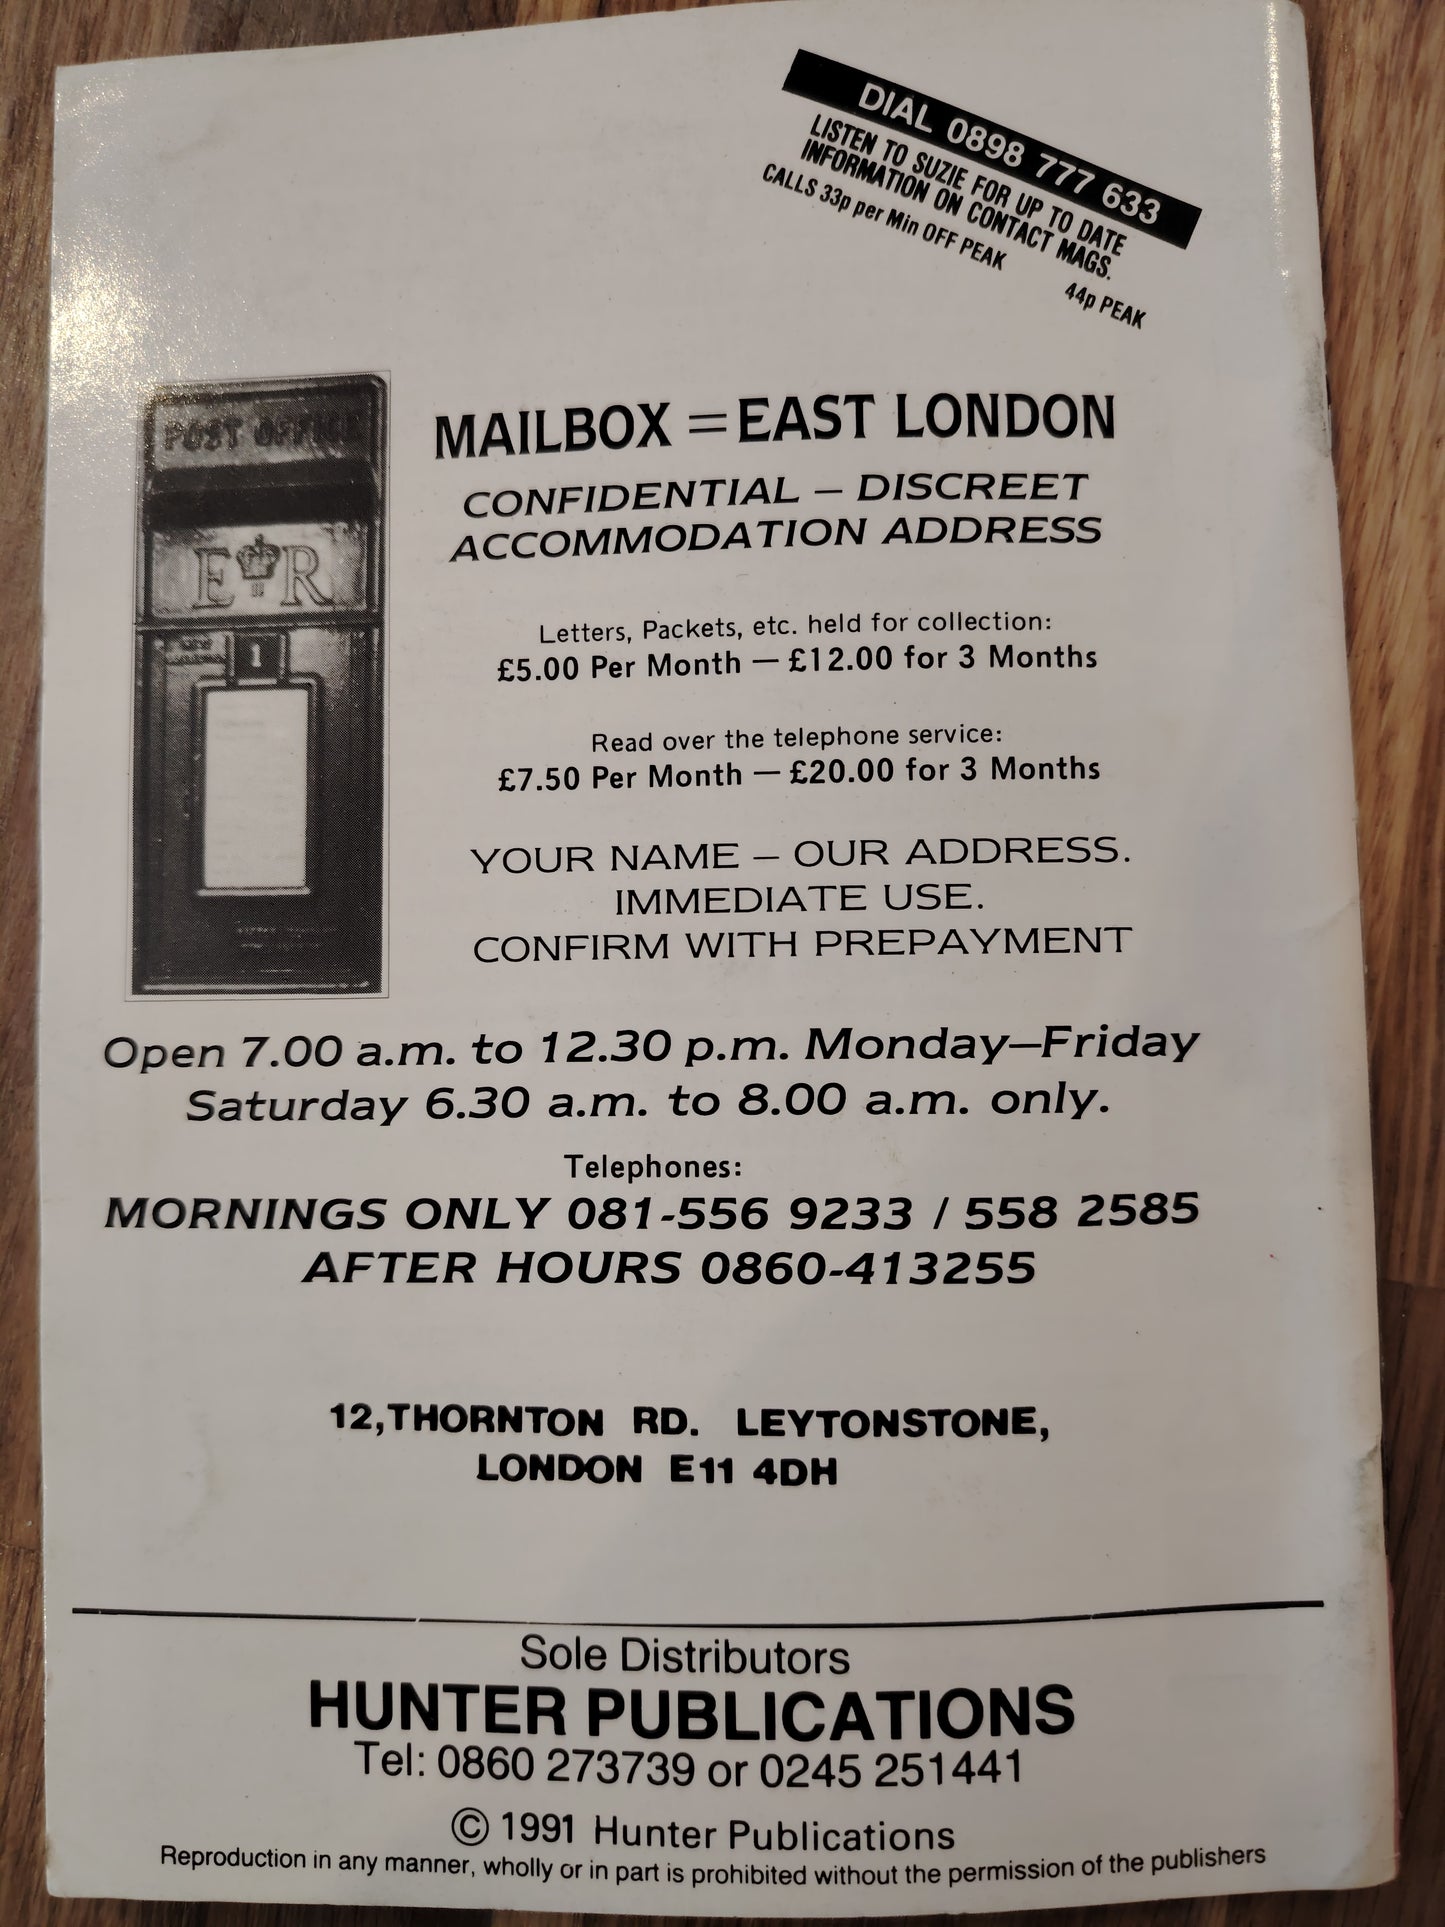 DIAL 0898 777 633
LISTEN TO SUZIE FOR UP TO DATE
INFORMATION ON CONTACT MAGS.
CALLS 33p per Min OFF PEAK
44p PEAK
POST OFFICE
E II R
1
MAILBOX = EAST LONDON
CONFIDENTIAL – DISCREET
ACCOMMODATION ADDRESS
Letters, Packets, etc. held for collection:
£5.00 Per Month — £12.00 for 3 Months
Read over the telephone service:
£7.50 Per Month — £20.00 for 3 Months
YOUR NAME – OUR ADDRESS.
IMMEDIATE USE.
CONFIRM WITH PREPAYMENT
Open 7.00 a.m. to 12.30 p.m. Monday–Friday
Saturday 6.30 a.m. to 8.00 a.m. only.
Telephones:
MORNINGS ONLY 081-556 9233 / 558 2585
AFTER HOURS 0860-413255
12,THORNTON RD. LEYTONSTONE,
LONDON E11 4DH
Sole Distributors
HUNTER PUBLICATIONS
Tel: 0860 273739 or 0245 251441
© 1991 Hunter Publications
Reproduction in any manner, wholly or in part is prohibited without the permission of the publishers